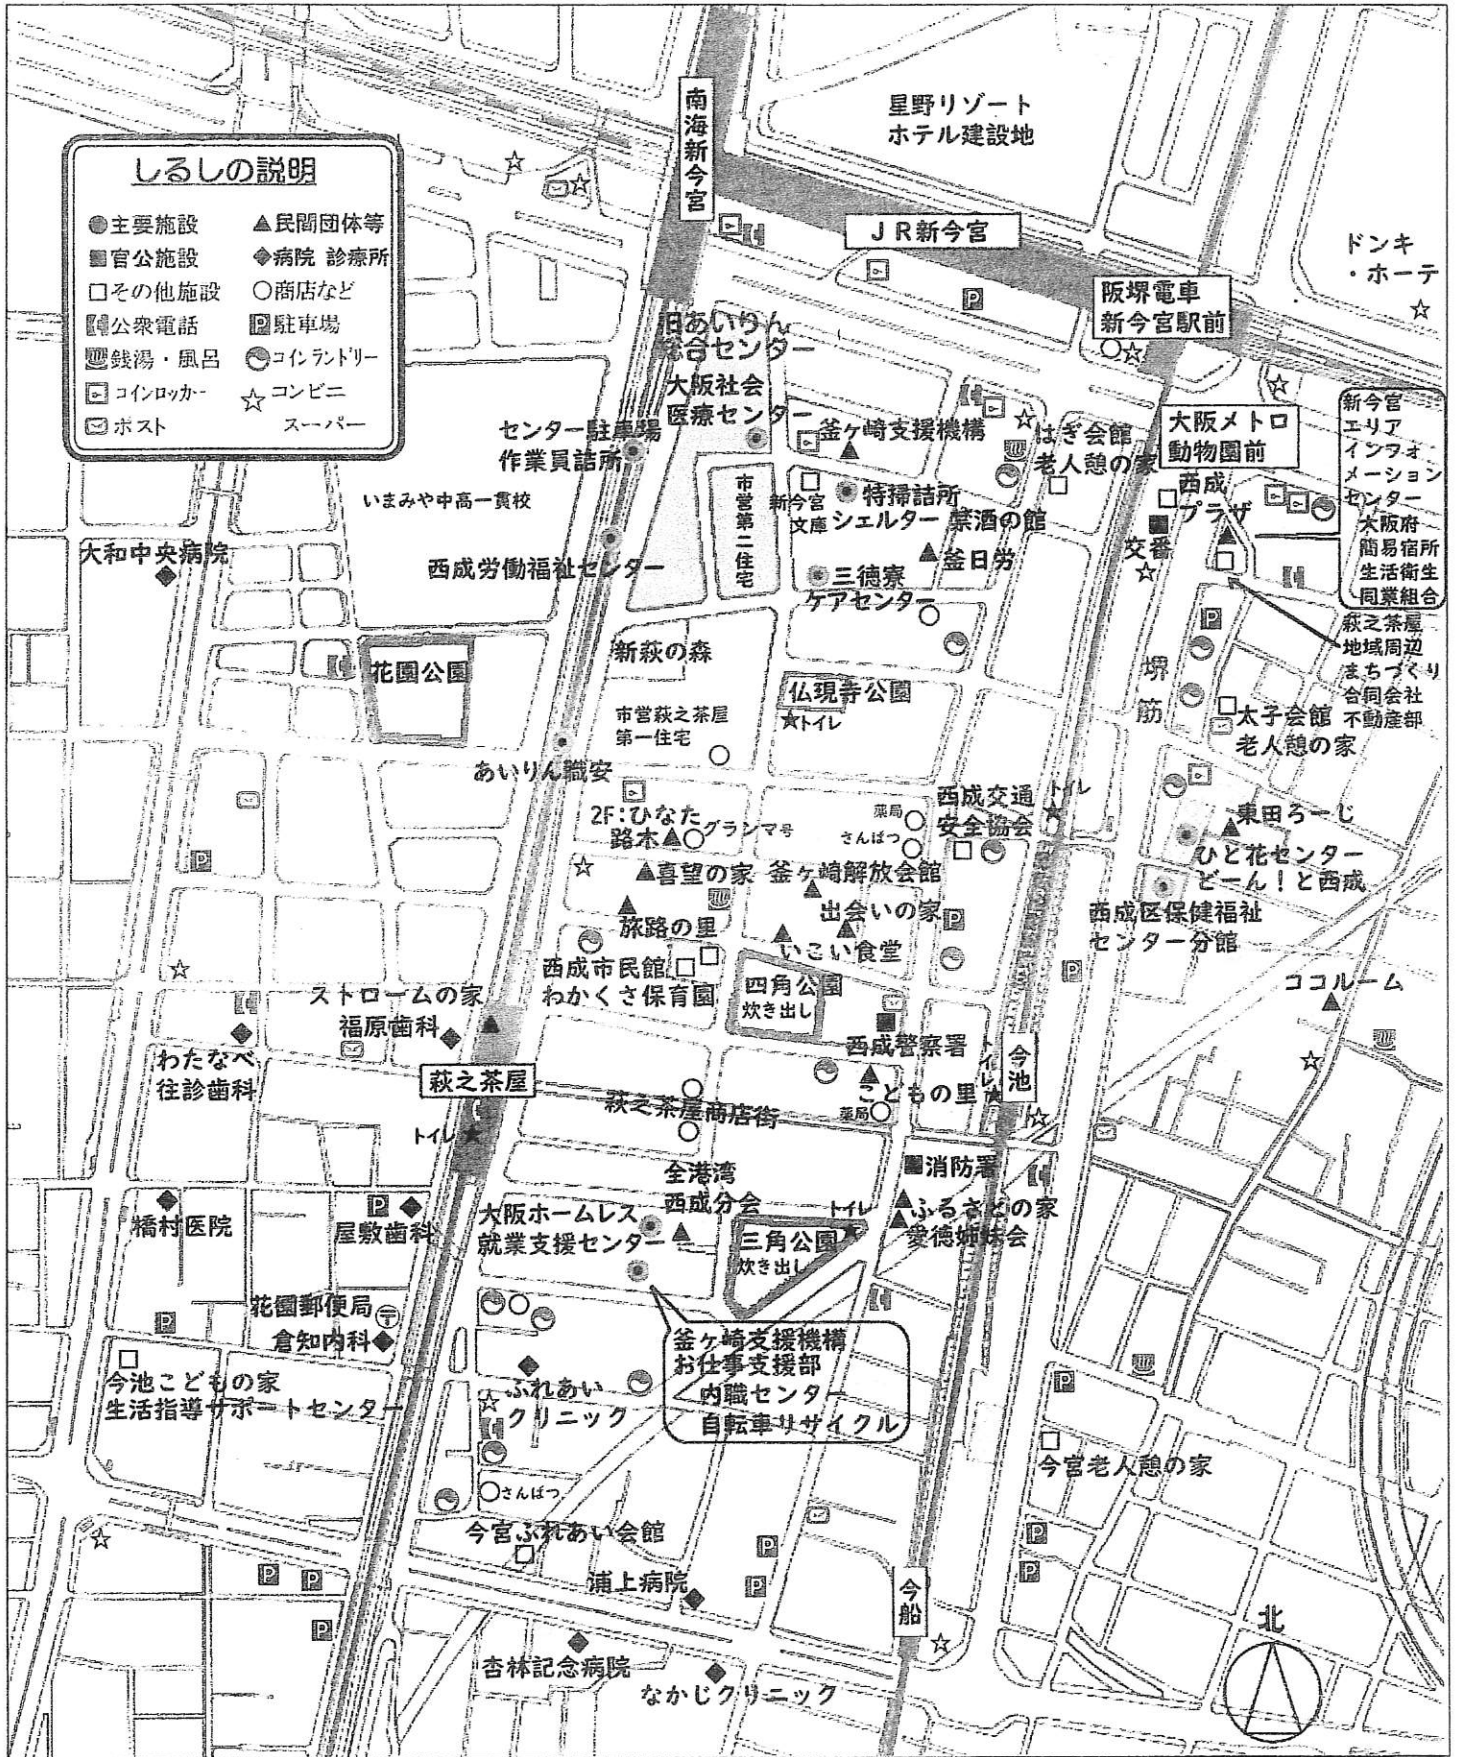 しるしの説明
●主要施設
▲民間団体等
■官公施設
◆病院 診療所
□その他施設
○商店など
公衆電話
P駐車場
銭湯・風呂
コインランドリー
コインロッカー
☆コンビニ
スーパー
ポスト
南海新今宮
星野リゾート
ホテル建設地
JR新今宮
ドンキ
・ホーテ
阪堺電車
新今宮駅前
旧あいりん
総合センター
大阪社会
医療センター
センター駐車場
作業員詰所
釜ヶ崎支援機構
はぎ会館
老人憩の家
大阪メトロ
動物園前
新今宮
エリア
インフォ
メーション
センター
大阪府
簡易宿所
生活衛生
同業組合
いまみや中高一貫校
市営第二住宅
新今宮
文庫
特掃詰所
シェルター
禁酒の館
西成
プラザ
交番
大和中央病院
西成労働福祉センター
釜日労
三徳寮
ケアセンター
萩之茶屋
地域周辺
まちづくり
合同会社
不動産部
花園公園
新萩の森
仏現寺公園
★トイレ
堺筋
太子会館
老人憩の家
市営萩之茶屋
第一住宅
あいりん職安
2F:ひなた
路木
グランマ号
薬局
さんぱつ
西成交通
安全協会
トイレ
東田ろーじ
ひと花センター
どーん!と西成
喜望の家
釜ヶ崎解放会館
旅路の里
出会いの家
いこい食堂
西成区保健福祉
センター分館
西成市民館
わかくさ保育園
四角公園
炊き出し
ココルーム
ストロームの家
福原歯科
わたなべ
往診歯科
西成警察署
こどもの里
トイレ
今池
萩之茶屋
萩之茶屋商店街
薬局
トイレ
全港湾
西成分会
消防署
橋村医院
屋敷歯科
大阪ホームレス
就業支援センター
トイレ
三角公園
炊き出し
ふるさとの家
愛徳姉妹会
花園郵便局
倉知内科
釜ヶ崎支援機構
お仕事支援部
内職センター
自転車リサイクル
今池こどもの家
生活指導サポートセンター
ふれあい
クリニック
今宮老人憩の家
さんぱつ
今宮ふれあい会館
浦上病院
今船
北
杏林記念病院
なかじクリニック